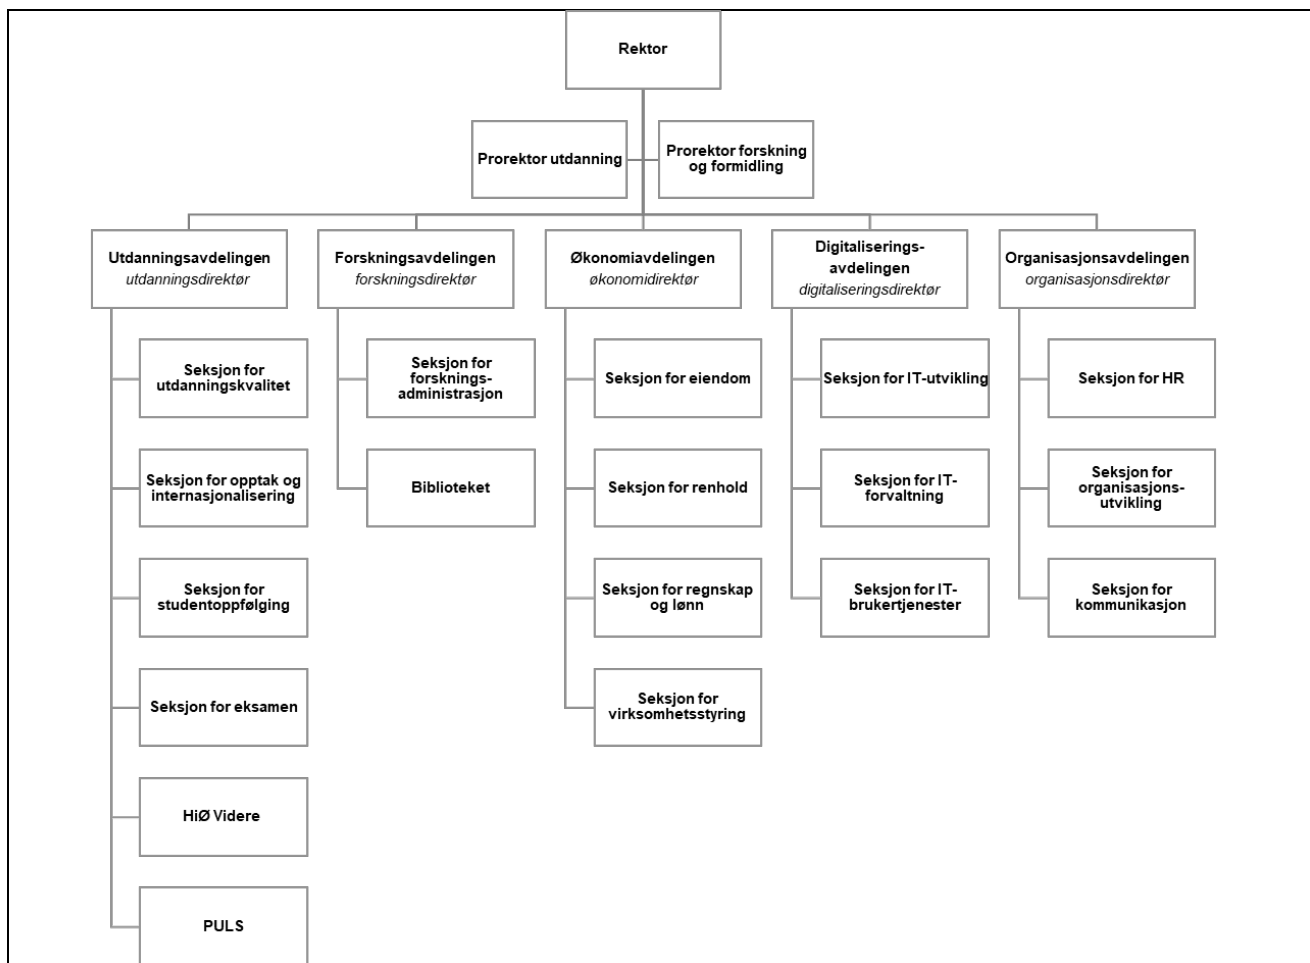 Rektor
Prorektor utdanning
Prorektor forskning
og formidling
Utdanningsavdelingen
utdanningsdirektør
Forskningsavdelingen
forskningsdirektør
Økonomiavdelingen
økonomidirektør
Digitaliserings-
avdelingen
digitaliseringsdirektør
Organisasjonsavdelingen
organisasjonsdirektør
Seksjon for
utdanningskvalitet
Seksjon for
forsknings-
administrasjon
Seksjon for eiendom
Seksjon for IT-utvikling
Seksjon for HR
Seksjon for opptak og
internasjonalisering
Biblioteket
Seksjon for renhold
Seksjon for IT-
forvaltning
Seksjon for
organisasjons-
utvikling
Seksjon for
studentoppfølging
Seksjon for regnskap
og lønn
Seksjon for IT-
brukertjenester
Seksjon for
kommunikasjon
Seksjon for eksamen
Seksjon for
virksomhetsstyring
HiØ Videre
PULS